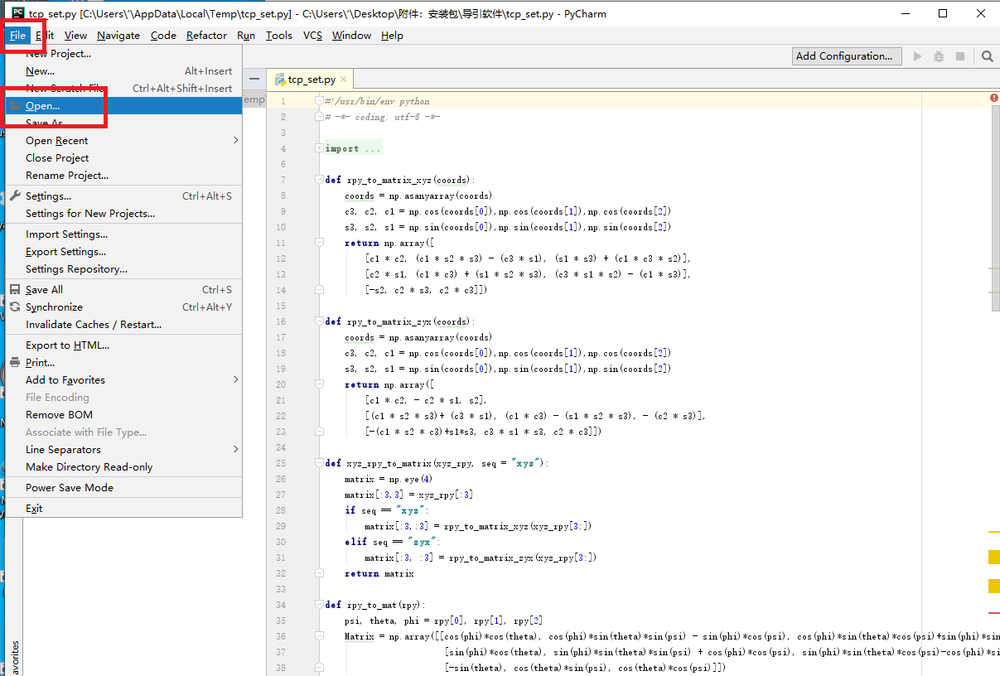 PC tcp_set.py [C:\Users\'\AppData\Local\Temp\tcp_set.py] - C:\Users\'\Desktop\附件：安装包\导引软件\tcp_set.py - PyCharm
File Edit View Navigate Code Refactor Run Tools VCS Window Help
Add Configuration...
New Project...
New... Alt+Insert
New Scratch File Ctrl+Alt+Shift+Insert
Open...
Save As
Open Recent
Close Project
Rename Project...
Settings... Ctrl+Alt+S
Settings for New Projects...
Import Settings...
Export Settings...
Settings Repository...
Save All Ctrl+S
Synchronize Ctrl+Alt+Y
Invalidate Caches / Restart...
Export to HTML...
Print...
Add to Favorites
File Encoding
Remove BOM
Associate with File Type...
Line Separators
Make Directory Read-only
Power Save Mode
Exit
avorites
emp
tcp_set.py
1 #!/usr/bin/env python
2 # -*- coding: utf-8 -*-
3
4 import ...
6
7 def rpy_to_matrix_xyz(coords):
8 coords = np.asanyarray(coords)
9 c3, c2, c1 = np.cos(coords[0]),np.cos(coords[1]),np.cos(coords[2])
10 s3, s2, s1 = np.sin(coords[0]),np.sin(coords[1]),np.sin(coords[2])
11 return np.array([
12 [c1 * c2, (c1 * s2 * s3) - (c3 * s1), (s1 * s3) + (c1 * c3 * s2)],
13 [c2 * s1, (c1 * c3) + (s1 * s2 * s3), (c3 * s1 * s2) - (c1 * s3)],
14 [-s2, c2 * s3, c2 * c3]])
15
16 def rpy_to_matrix_zyx(coords):
17 coords = np.asanyarray(coords)
18 c3, c2, c1 = np.cos(coords[0]),np.cos(coords[1]),np.cos(coords[2])
19 s3, s2, s1 = np.sin(coords[0]),np.sin(coords[1]),np.sin(coords[2])
20 return np.array([
21 [c1 * c2, - c2 * s1, s2],
22 [(c1 * s2 * s3)+ (c3 * s1), (c1 * c3) - (s1 * s2 * s3), - (c2 * s3)],
23 [-(c1 * s2 * c3)+s1*s3, c3 * s1 * s3, c2 * c3]])
24
25 def xyz_rpy_to_matrix(xyz_rpy, seq = "xyz"):
26 matrix = np.eye(4)
27 matrix[:3,3] = xyz_rpy[:3]
28 if seq == "xyz":
29 matrix[:3,:3] = rpy_to_matrix_xyz(xyz_rpy[3:])
30 elif seq == "zyx":
31 matrix[:3, :3] = rpy_to_matrix_zyx(xyz_rpy[3:])
32 return matrix
33
34 def rpy_to_mat(rpy):
35 psi, theta, phi = rpy[0], rpy[1], rpy[2]
36 Matrix = np.array([[cos(phi)*cos(theta), cos(phi)*sin(theta)*sin(psi) - sin(phi)*cos(psi), cos(phi)*sin(theta)*cos(psi)+sin(phi)*sin
37 [sin(phi)*cos(theta), sin(phi)*sin(theta)*sin(psi) + cos(phi)*cos(psi), sin(phi)*sin(theta)*cos(psi)-cos(phi)*si
38 [-sin(theta), cos(theta)*sin(psi), cos(theta)*cos(psi)]])